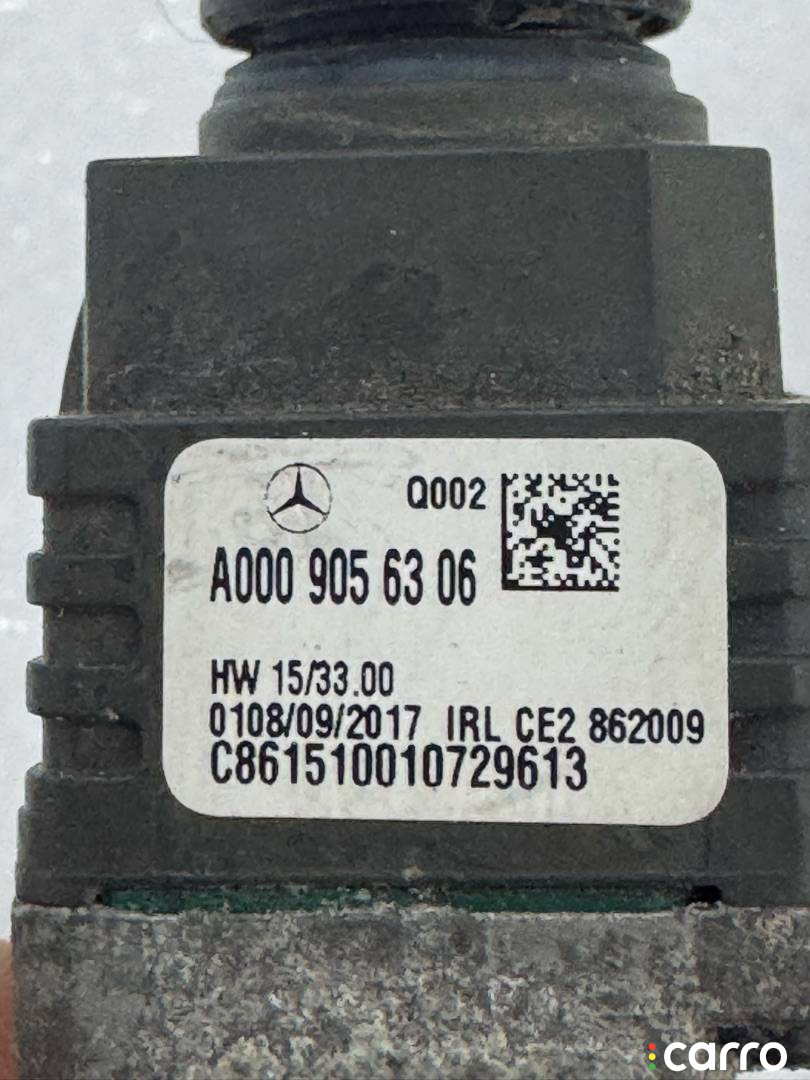 Q002
A000 905 63 06
HW 15/33.00
0108/09/2017 IRL CE2 862009
C861510010729613
carro